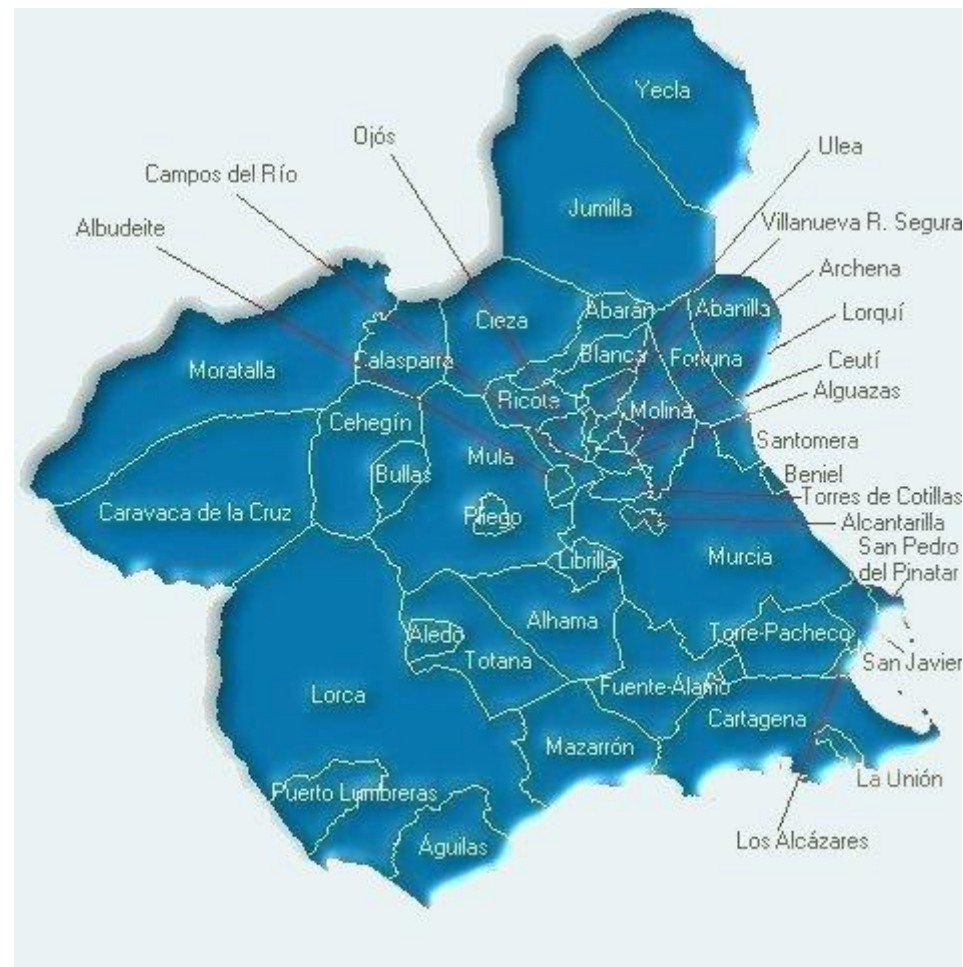 Yecla
Ojós
Ulea
Campos del Río
Jumilla
Albudeite
Villanueva R. Segura
Archena
Cieza
Abarán
Abanilla
Lorquí
Blanca
Fortuna
Calasparra
Moratalla
Ceutí
Ricote
Molina
Alguazas
Cehegín
Mula
Santomera
Bullas
Beniel
Torres de Cotillas
Caravaca de la Cruz
Pliego
Alcantarilla
Librilla
Murcia
San Pedro
del Pinatar
Alhama
Aledo
Torre-Pacheco
Totana
San Javier
Lorca
Fuente-Álamo
Cartagena
Mazarrón
La Unión
Puerto Lumbreras
Águilas
Los Alcázares